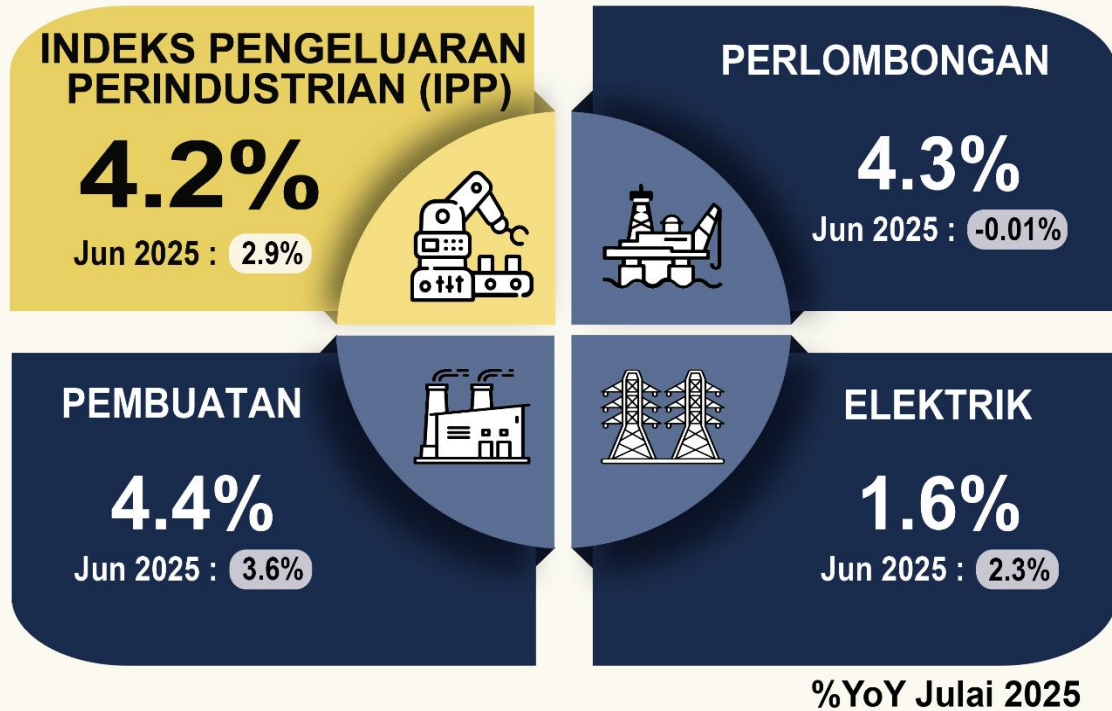 INDEKS PENGELUARAN
PERINDUSTRIAN (IPP)
4.2%
Jun 2025 : 2.9%
PERLOMBONGAN
4.3%
Jun 2025 : -0.01%
PEMBUATAN
4.4%
Jun 2025 : 3.6%
ELEKTRIK
1.6%
Jun 2025 : 2.3%
%YoY Julai 2025